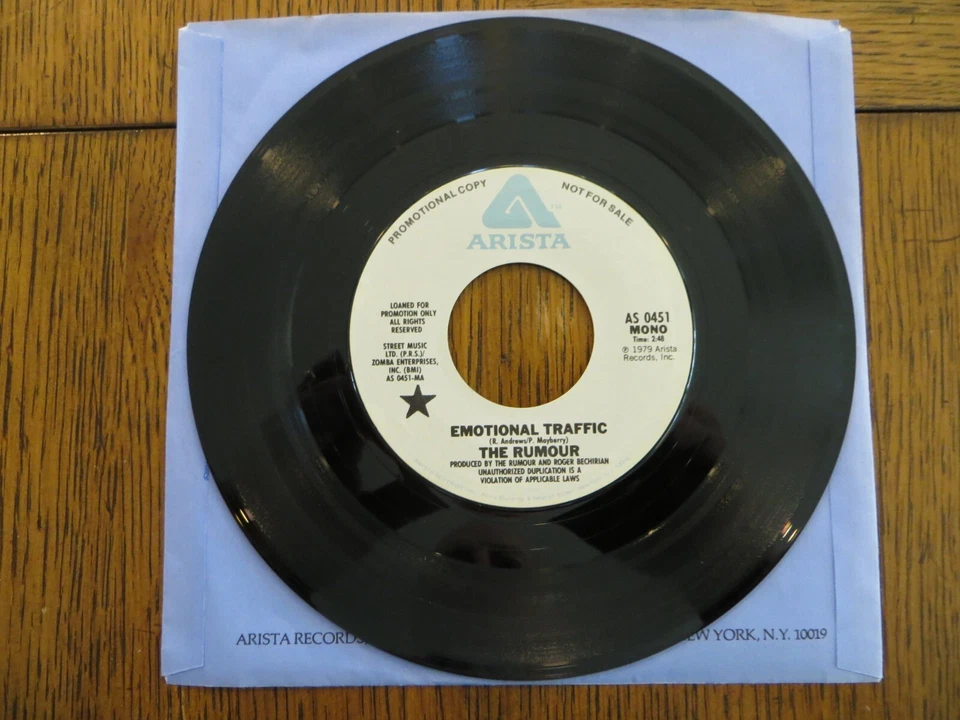 PROMOTIONAL COPY
NOT FOR SALE
TM
ARISTA
LOANED FOR
PROMOTION ONLY
ALL RIGHTS
RESERVED
STREET MUSIC
LTD. (P.R.S.)/
ZOMBA ENTERPRISES,
INC. (BMI)
AS 0451-MA
AS 0451
MONO
Time: 2:48
℗ 1979 Arista
Records, Inc.
EMOTIONAL TRAFFIC
(R. Andrews/P. Mayberry)
THE RUMOUR
PRODUCED BY THE RUMOUR AND ROGER BECHIRIAN
UNAUTHORIZED DUPLICATION IS A
VIOLATION OF APPLICABLE LAWS
ARISTA RECORDS, EW YORK, N.Y. 10019